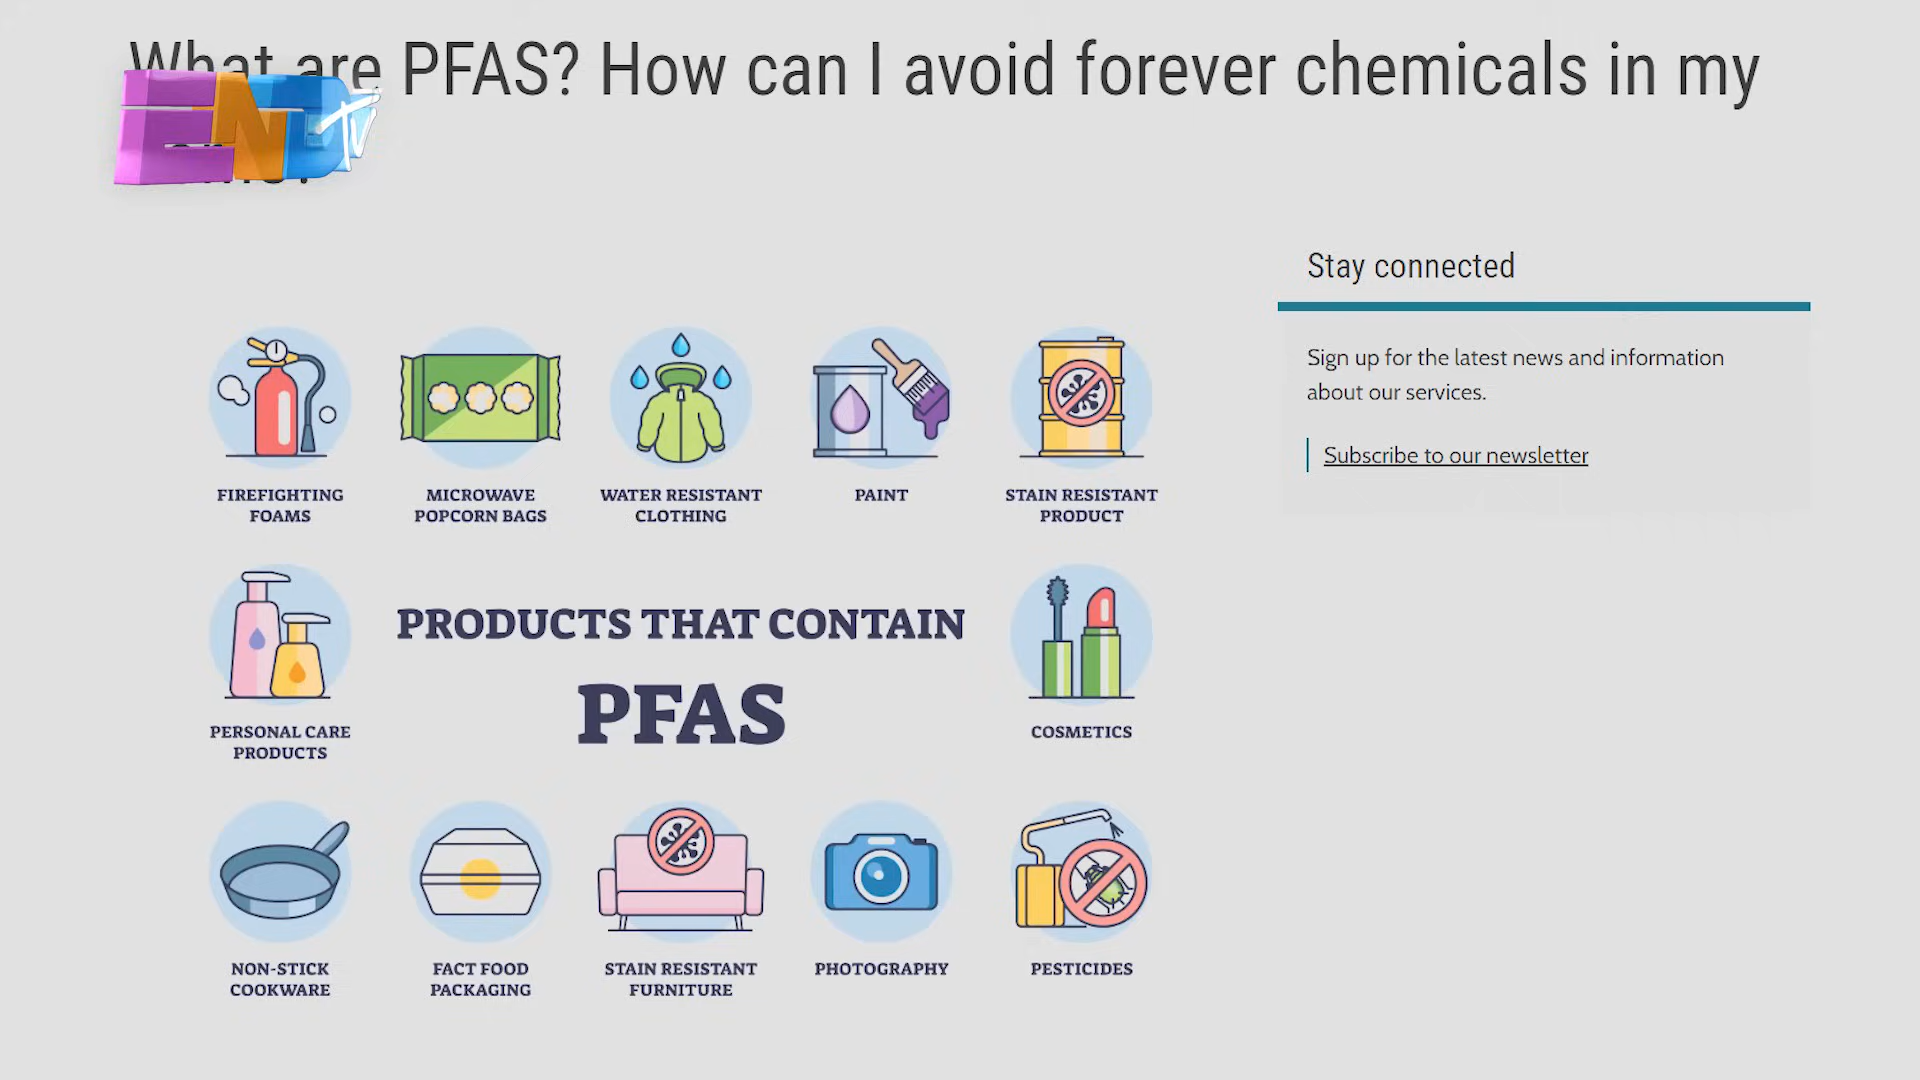 What are PFAS? How can I avoid forever chemicals in my
END TV
Stay connected
Sign up for the latest news and information
about our services.
Subscribe to our newsletter
FIREFIGHTING
FOAMS
MICROWAVE
POPCORN BAGS
WATER RESISTANT
CLOTHING
PAINT
STAIN RESISTANT
PRODUCT
PERSONAL CARE
PRODUCTS
PRODUCTS THAT CONTAIN
PFAS
COSMETICS
NON-STICK
COOKWARE
FACT FOOD
PACKAGING
STAIN RESISTANT
FURNITURE
PHOTOGRAPHY
PESTICIDES